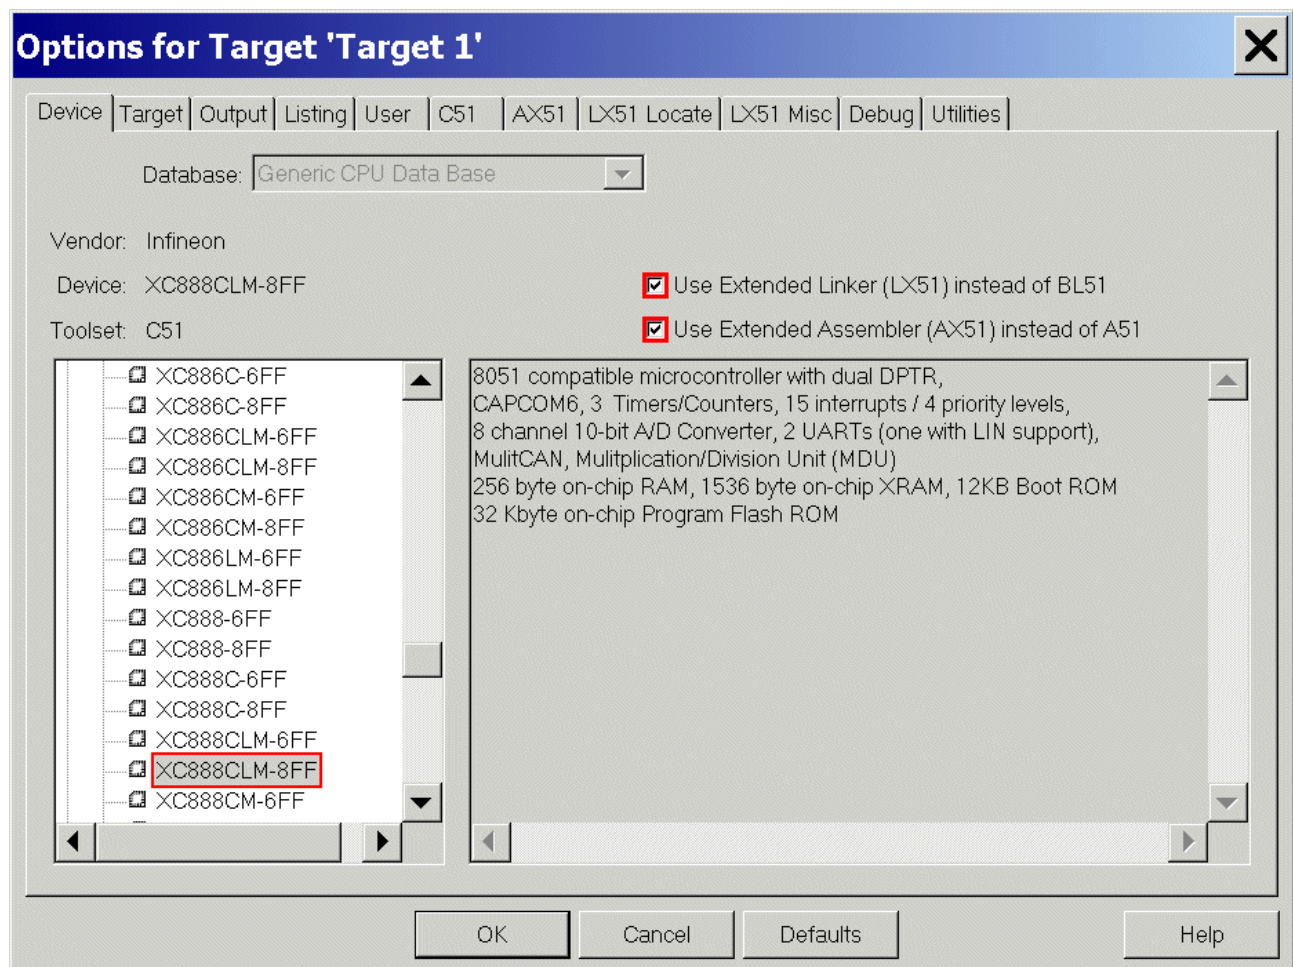 Options for Target 'Target 1'
Device Target Output Listing User C51 AX51 LX51 Locate LX51 Misc Debug Utilities
Database: Generic CPU Data Base
Vendor: Infineon
Device: XC888CLM-8FF
Use Extended Linker (LX51) instead of BL51
Toolset: C51
Use Extended Assembler (AX51) instead of A51
XC886C-6FF
XC886C-8FF
XC886CLM-6FF
XC886CLM-8FF
XC886CM-6FF
XC886CM-8FF
XC886LM-6FF
XC886LM-8FF
XC888-6FF
XC888-8FF
XC888C-6FF
XC888C-8FF
XC888CLM-6FF
XC888CLM-8FF
XC888CM-6FF
8051 compatible microcontroller with dual DPTR,
CAPCOM6, 3 Timers/Counters, 15 interrupts / 4 priority levels,
8 channel 10-bit A/D Converter, 2 UARTs (one with LIN support),
MulitCAN, Mulitplication/Division Unit (MDU)
256 byte on-chip RAM, 1536 byte on-chip XRAM, 12KB Boot ROM
32 Kbyte on-chip Program Flash ROM
OK Cancel Defaults Help